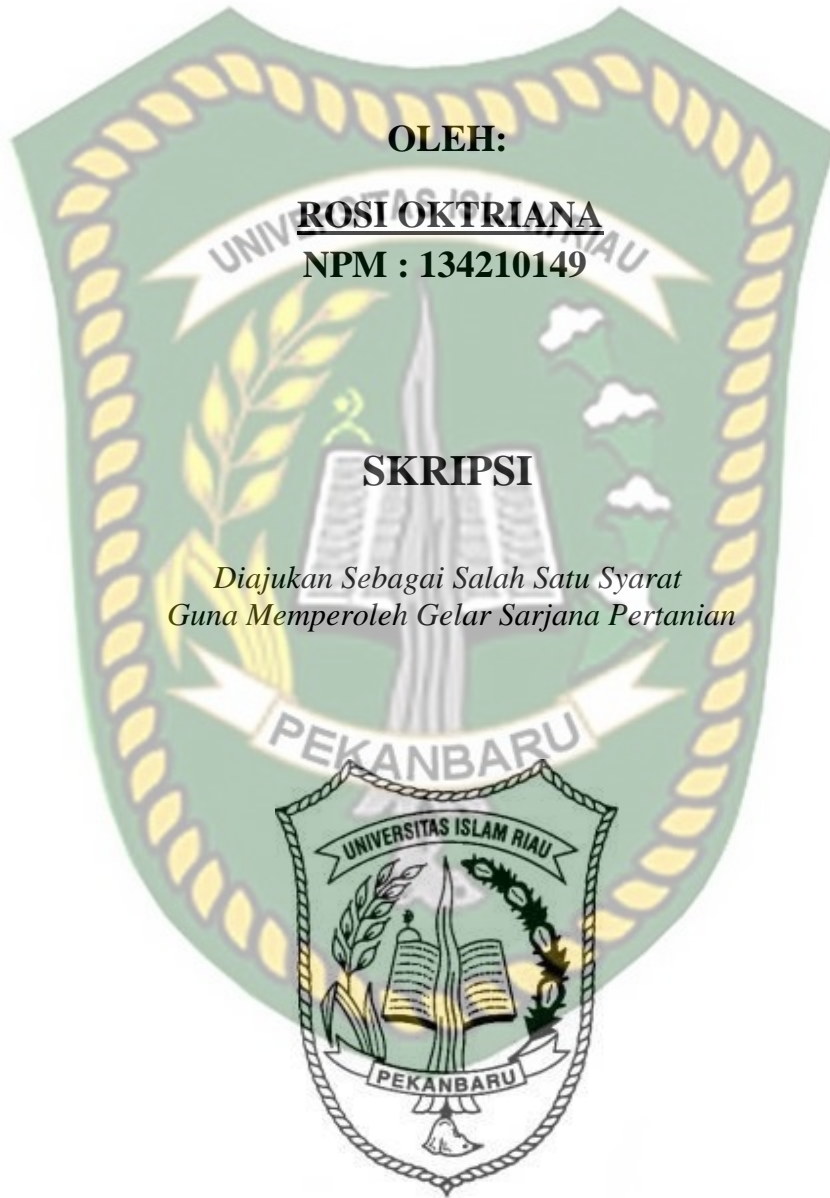 OLEH:
ROSI OKTRIANA
UNIVERSITAS ISLAM RIAU
NPM : 134210149
SKRIPSI
Diajukan Sebagai Salah Satu Syarat
Guna Memperoleh Gelar Sarjana Pertanian
PEKANBARU
UNIVERSITAS ISLAM RIAU
PEKANBARU